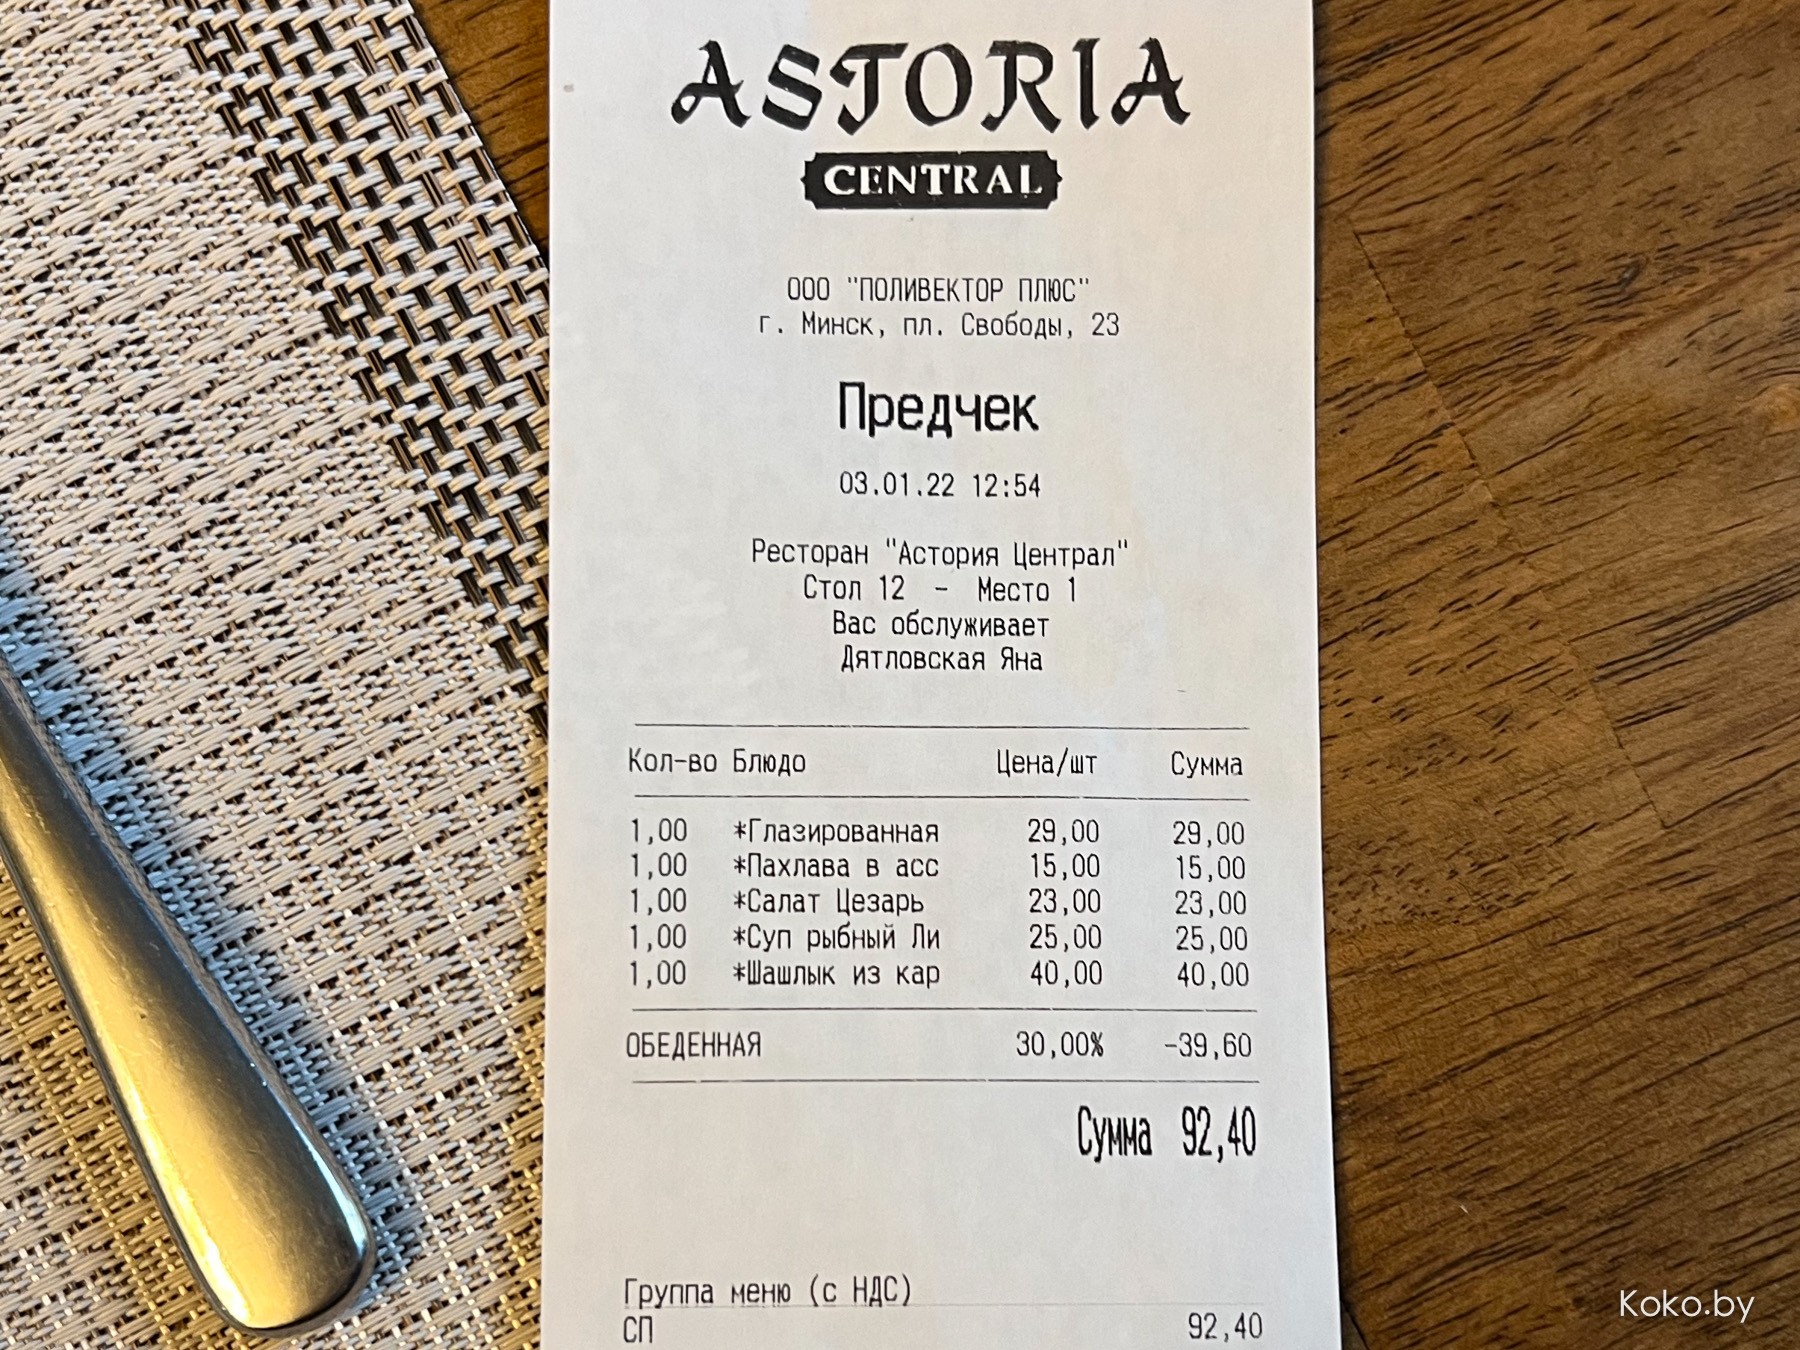 ASTORIA
CENTRAL
ООО "ПОЛИВЕКТОР ПЛЮС"
г. Минск, пл. Свободы, 23
Предчек
03.01.22 12:54
Ресторан "Астория Централ"
Стол 12 - Место 1
Вас обслуживает
Дятловская Яна
Кол-во Блюдо Цена/шт Сумма
1,00 *Глазированная 29,00 29,00
1,00 *Пахлава в асс 15,00 15,00
1,00 *Салат Цезарь 23,00 23,00
1,00 *Суп рыбный Ли 25,00 25,00
1,00 *Шашлык из кар 40,00 40,00
ОБЕДЕННАЯ 30,00% -39,60
Сумма 92,40
Группа меню (с НДС)
СП 92,40
Koko.by